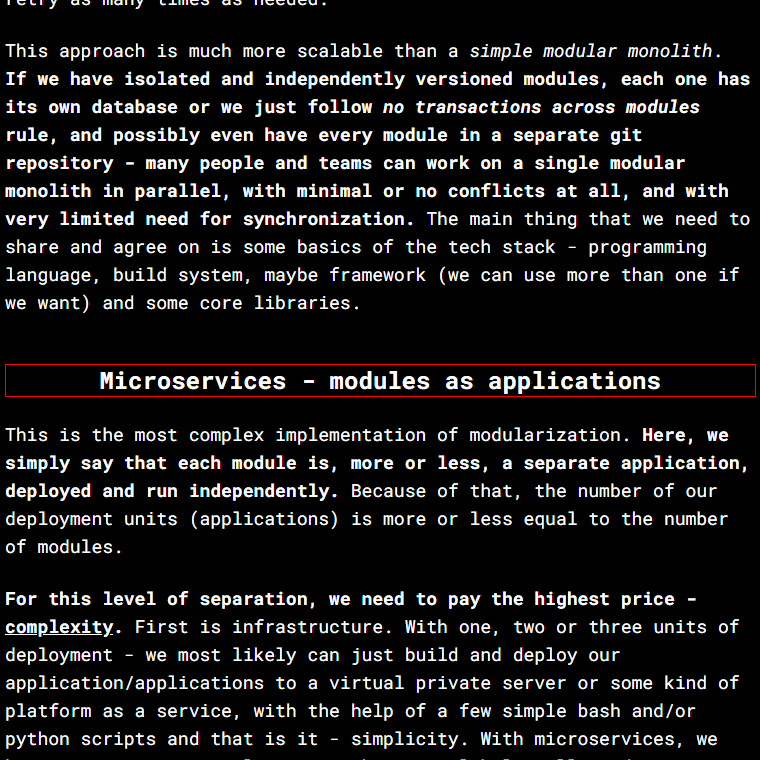 retry as many times as needed.
This approach is much more scalable than a simple modular monolith.
If we have isolated and independently versioned modules, each one has
its own database or we just follow no transactions across modules
rule, and possibly even have every module in a separate git
repository - many people and teams can work on a single modular
monolith in parallel, with minimal or no conflicts at all, and with
very limited need for synchronization. The main thing that we need to
share and agree on is some basics of the tech stack - programming
language, build system, maybe framework (we can use more than one if
we want) and some core libraries.
Microservices - modules as applications
This is the most complex implementation of modularization. Here, we
simply say that each module is, more or less, a separate application,
deployed and run independently. Because of that, the number of our
deployment units (applications) is more or less equal to the number
of modules.
For this level of separation, we need to pay the highest price -
complexity. First is infrastructure. With one, two or three units of
deployment - we most likely can just build and deploy our
application/applications to a virtual private server or some kind of
platform as a service, with the help of a few simple bash and/or
python scripts and that is it - simplicity. With microservices, we